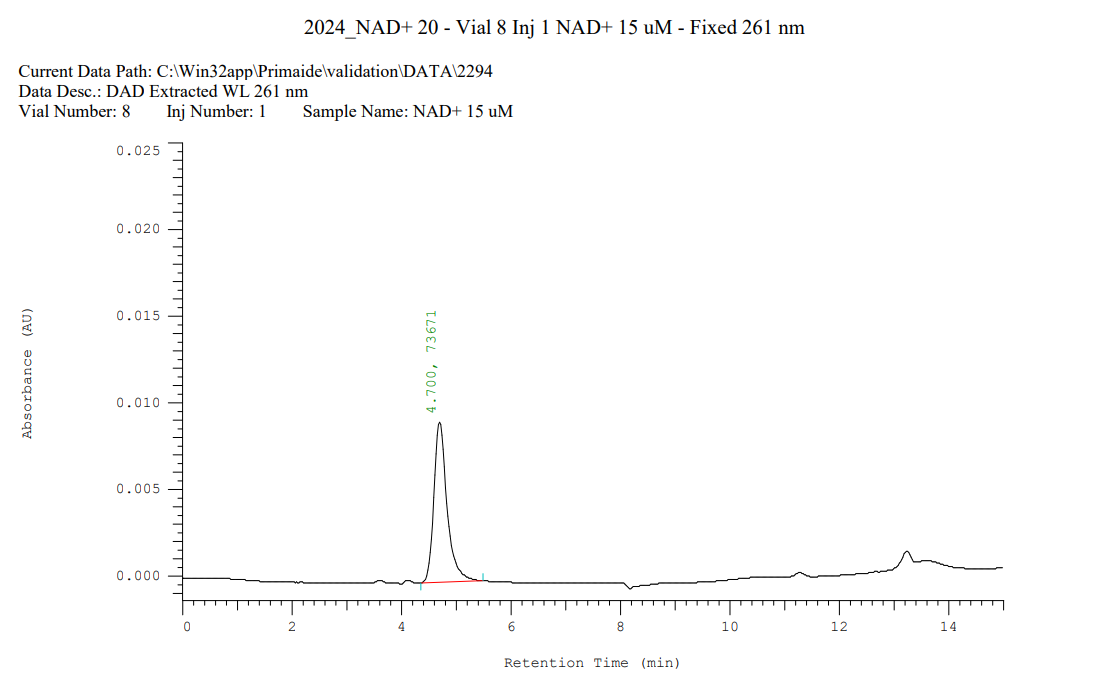 2024_NAD+ 20 - Vial 8 Inj 1 NAD+ 15 uM - Fixed 261 nm
Current Data Path: C:\Win32app\Primaide\validation\DATA\2294
Data Desc.: DAD Extracted WL 261 nm
Vial Number: 8 Inj Number: 1 Sample Name: NAD+ 15 uM
0.025
0.020
0.015
0.010
0.005
0.000
Absorbance (AU)
4.700, 73671
0 2 4 6 8 10 12 14
Retention Time (min)